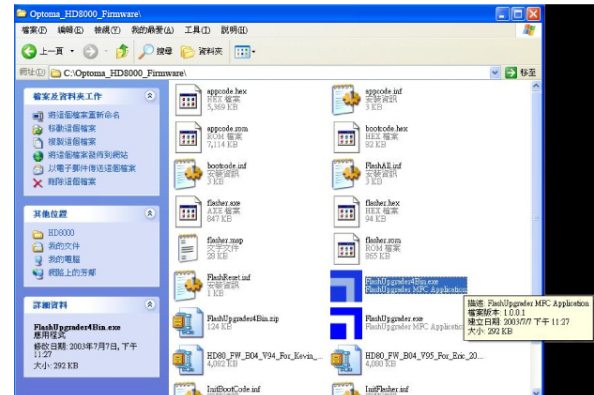 Optoma_HD8000_Firmware\
檔案(F) 編輯(E) 檢視(V) 我的最愛(A) 工具(T) 說明(H)
上一頁 搜尋 資料夾
網址(D) C:\Optoma_HD8000_Firmware\ 移至
檔案及資料夾工作
將這個檔案重新命名
移動這個檔案
複製這個檔案
將這個檔案發佈到網站
以電子郵件傳送這個檔案
刪除這個檔案
其他位置
HD8000
我的文件
我的電腦
網路上的芳鄰
詳細資料
FlashUpgrader4Bin.exe
應用程式
修改日期: 2003年7月7日, 下午
11:27
大小: 292 KB
appcode.hex
HEX 檔案
5,369 KB
appcode.inf
安裝資訊
3 KB
appcode.rom
ROM 檔案
7,114 KB
bootcode.hex
HEX 檔案
92 KB
bootcode.inf
安裝資訊
3 KB
FlashALL.inf
安裝資訊
3 KB
flasher.axe
AXE 檔案
847 KB
flasher.hex
HEX 檔案
94 KB
flasher.map
文字文件
28 KB
flasher.rom
ROM 檔案
865 KB
FlashReset.inf
安裝資訊
1 KB
FlashUpgrader4Bin.exe
FlashUpgrader MFC Application
描述: FlashUpgrader MFC Application
檔案版本: 1.0.0.1
建立日期: 2003/7/7 下午 11:27
大小: 292 KB
FlashUpgrader4Bin.zip
124 KB
FlashUpgrader.exe
FlashUpgrader MFC Application
HD80_FW_B04_V94_For_Kevin_...
4,082 KB
HD80_FW_B04_V95_For_Eric_20...
4,080 KB
InitBootCode.inf
安裝資訊
InitFlasher.inf
安裝資訊